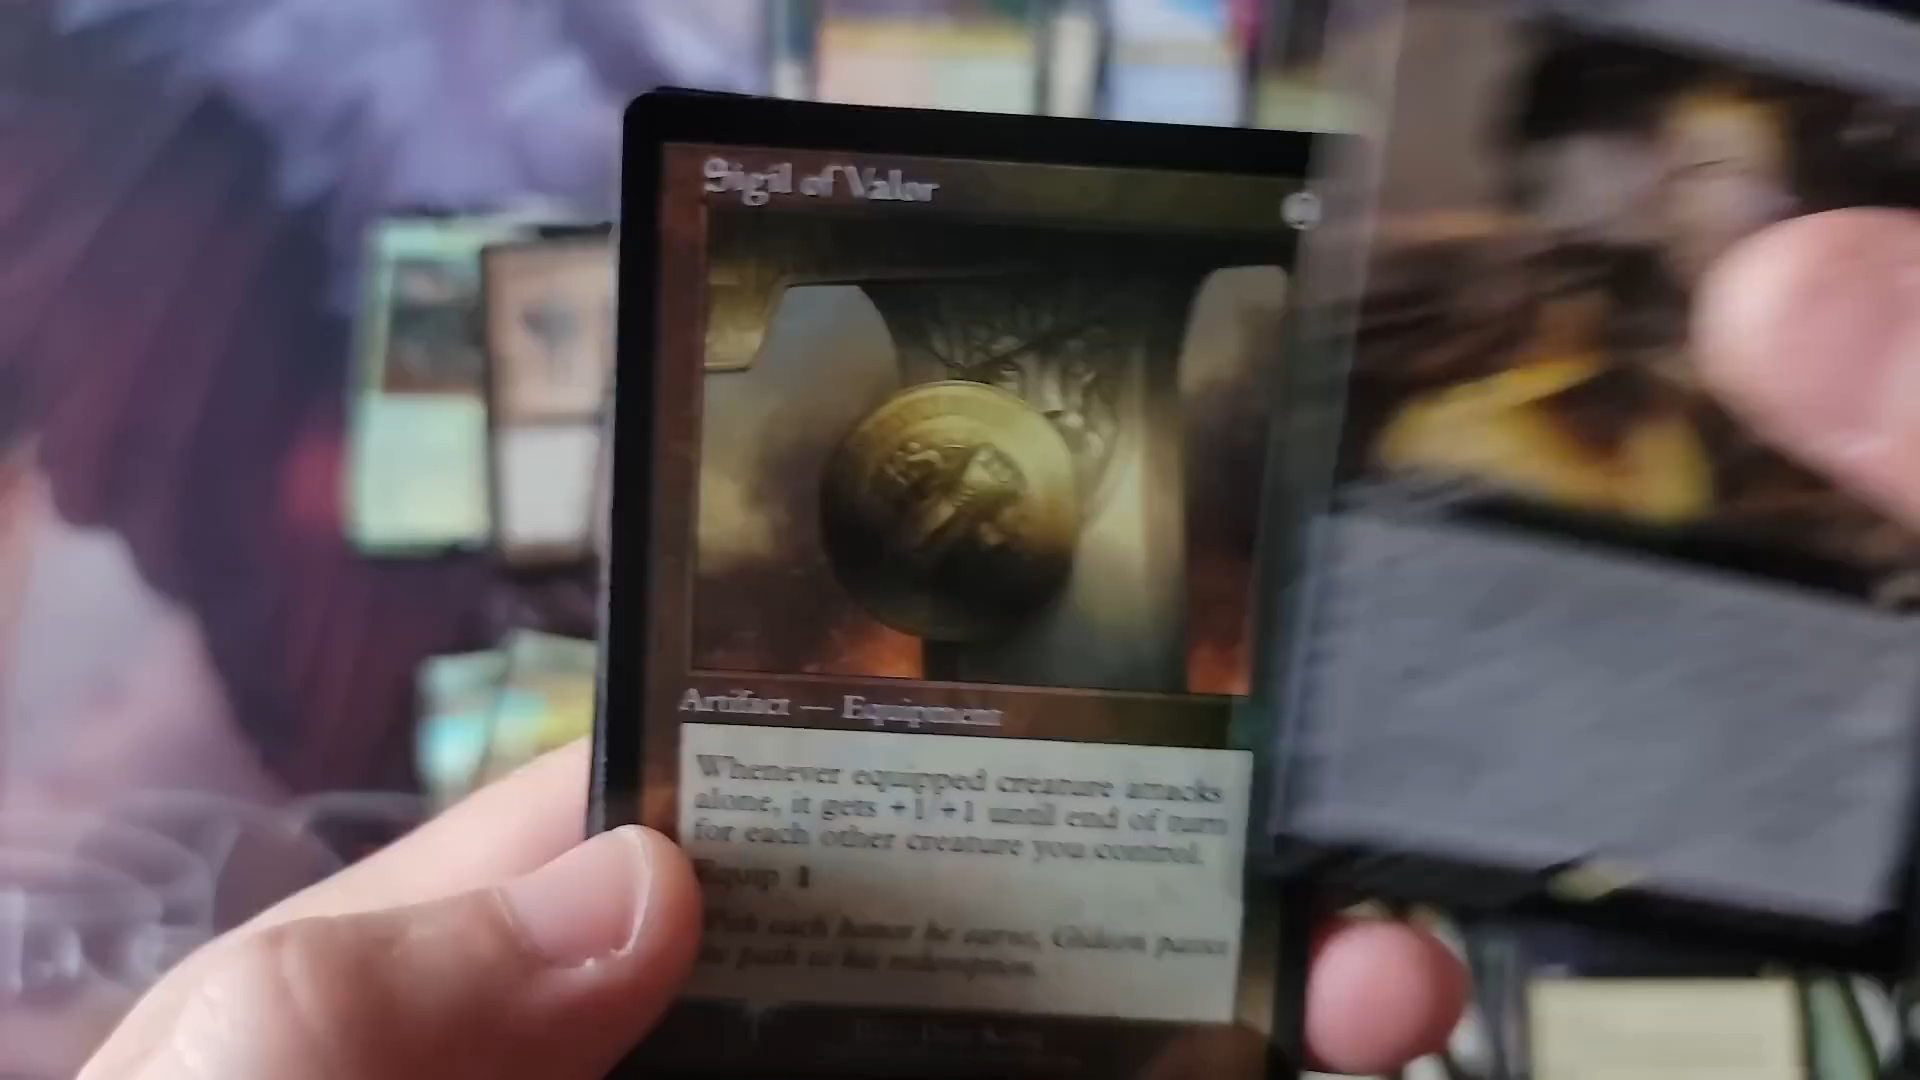 Sigil of Valor
Artifact — Equipment
Whenever equipped creature attacks
alone, it gets +1/+1 until end of turn
for each other creature you control.
Equip 1
With each honor he earns, Gideon paves
the path to his redemption.